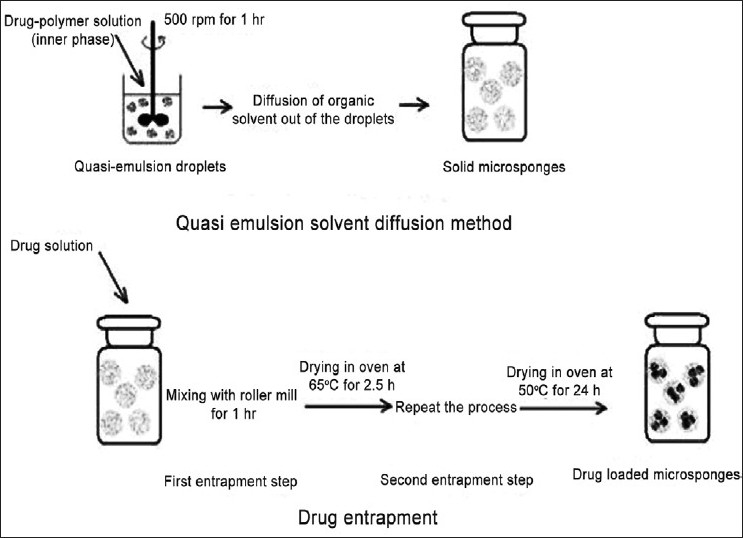 Drug-polymer solution
(inner phase)
500 rpm for 1 hr
Diffusion of organic
solvent out of the droplets
Quasi-emulsion droplets
Solid microsponges
Quasi emulsion solvent diffusion method
Drug solution
Mixing with roller mill
for 1 hr
Drying in oven at
65ºC for 2.5 h
Repeat the process
Drying in oven at
50ºC for 24 h
First entrapment step
Second entrapment step
Drug loaded microsponges
Drug entrapment